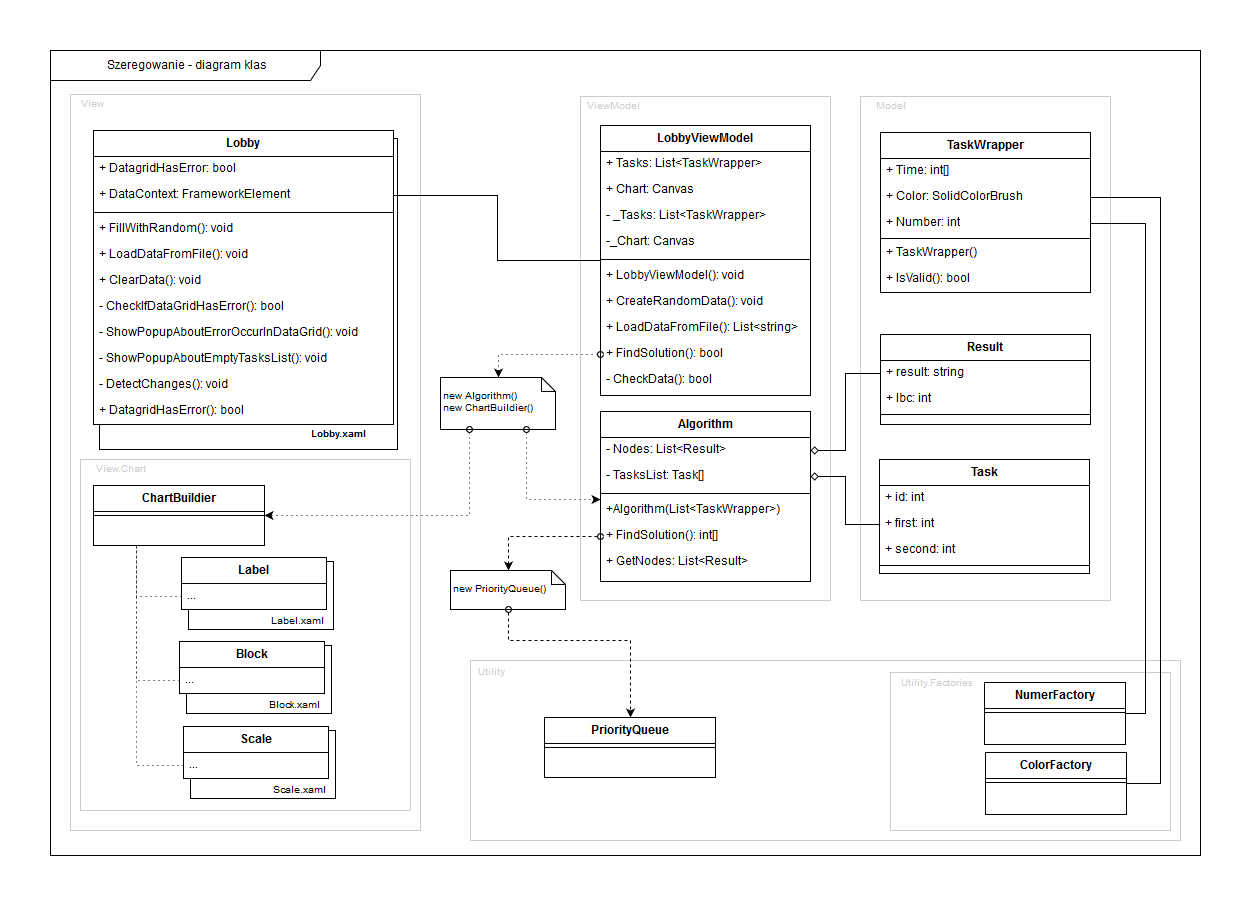 Szeregowanie - diagram klas
View
Lobby
+ DatagridHasError: bool
+ DataContext: FrameworkElement
+ FillWithRandom(): void
+ LoadDataFromFile(): void
+ ClearData(): void
- CheckIfDataGridHasError(): bool
- ShowPopupAboutErrorOccurInDataGrid(): void
- ShowPopupAboutEmptyTasksList(): void
- DetectChanges(): void
+ DatagridHasError(): bool
Lobby.xaml
View.Chart
ChartBuildier
Label
...
Label.xaml
Block
...
Block.xaml
Scale
...
Scale.xaml
new Algorithm()
new ChartBuildier()
new PriorityQueue()
ViewModel
LobbyViewModel
+ Tasks: List<TaskWrapper>
+ Chart: Canvas
- _Tasks: List<TaskWrapper>
-_Chart: Canvas
+ LobbyViewModel(): void
+ CreateRandomData(): void
+ LoadDataFromFile(): List<string>
+ FindSolution(): bool
- CheckData(): bool
Algorithm
- Nodes: List<Result>
- TasksList: Task[]
+Algorithm(List<TaskWrapper>)
+ FindSolution(): int[]
+ GetNodes: List<Result>
Model
TaskWrapper
+ Time: int[]
+ Color: SolidColorBrush
+ Number: int
+ TaskWrapper()
+ IsValid(): bool
Result
+ result: string
+ lbc: int
Task
+ id: int
+ first: int
+ second: int
Utility
PriorityQueue
Utility.Factories
NumerFactory
ColorFactory